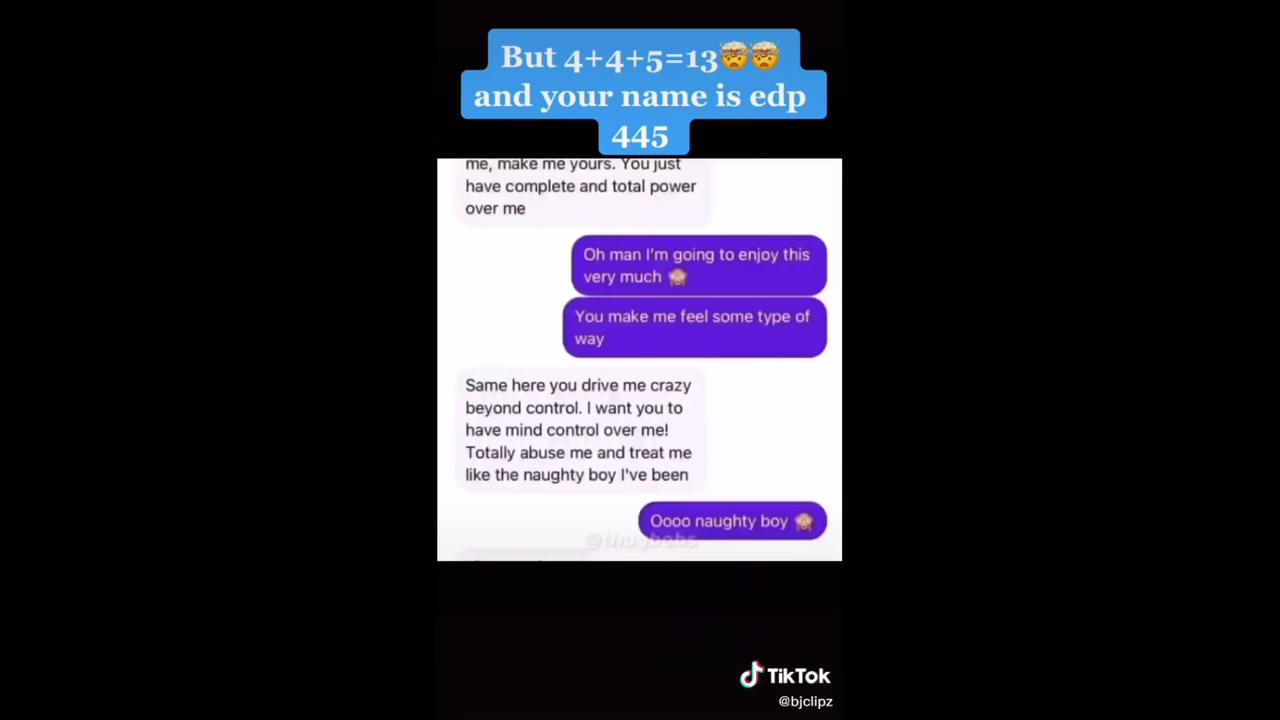 But 4+4+5=13🤯🤯
and your name is edp
445
me, make me yours. You just
have complete and total power
over me
Oh man I'm going to enjoy this
very much 🙈
You make me feel some type of
way
Same here you drive me crazy
beyond control. I want you to
have mind control over me!
Totally abuse me and treat me
like the naughty boy I've been
Oooo naughty boy 🙈
@thugbobs
TikTok
@bjclipz